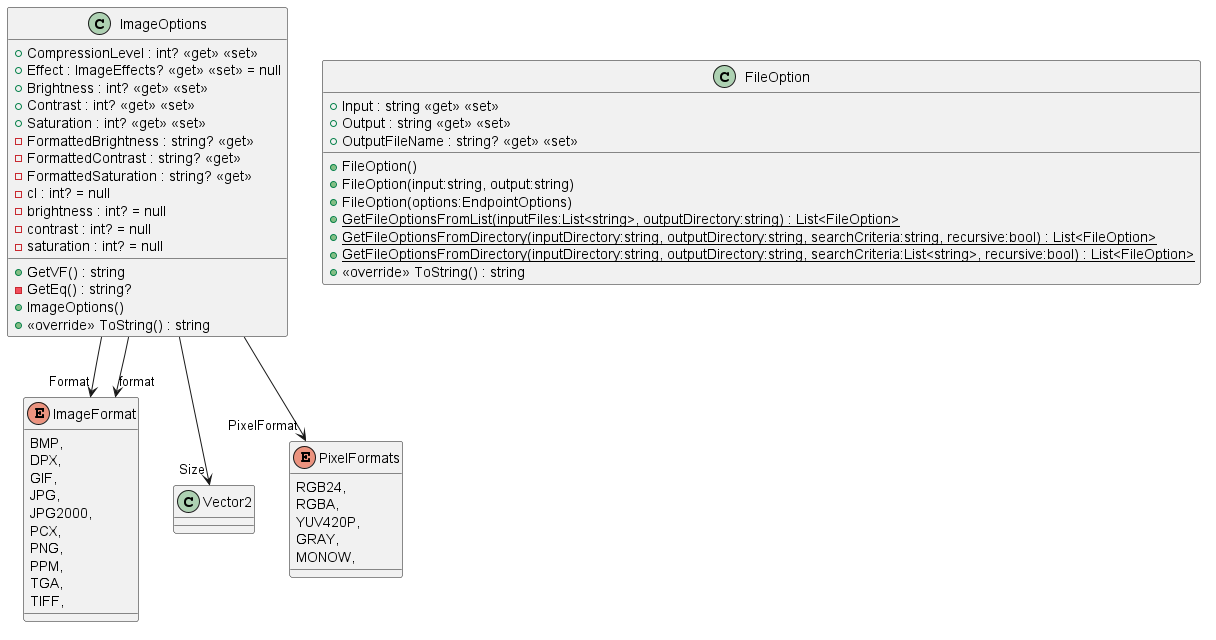 C ImageOptions
CompressionLevel : int? «get» «set»
Effect : ImageEffects? «get» «set» = null
Brightness : int? «get» «set»
Contrast : int? «get» «set»
Saturation : int? «get» «set»
FormattedBrightness : string? «get»
FormattedContrast : string? «get»
FormattedSaturation : string? «get»
cl : int? = null
brightness : int? = null
contrast : int? = null
saturation : int? = null
GetVF() : string
GetEq() : string?
ImageOptions()
«override» ToString() : string
C FileOption
Input : string «get» «set»
Output : string «get» «set»
OutputFileName : string? «get» «set»
FileOption()
FileOption(input:string, output:string)
FileOption(options:EndpointOptions)
GetFileOptionsFromList(inputFiles:List<string>, outputDirectory:string) : List<FileOption>
GetFileOptionsFromDirectory(inputDirectory:string, outputDirectory:string, searchCriteria:string, recursive:bool) : List<FileOption>
GetFileOptionsFromDirectory(inputDirectory:string, outputDirectory:string, searchCriteria:List<string>, recursive:bool) : List<FileOption>
«override» ToString() : string
Format
format
Size
PixelFormat
E ImageFormat
BMP,
DPX,
GIF,
JPG,
JPG2000,
PCX,
PNG,
PPM,
TGA,
TIFF,
C Vector2
E PixelFormats
RGB24,
RGBA,
YUV420P,
GRAY,
MONOW,